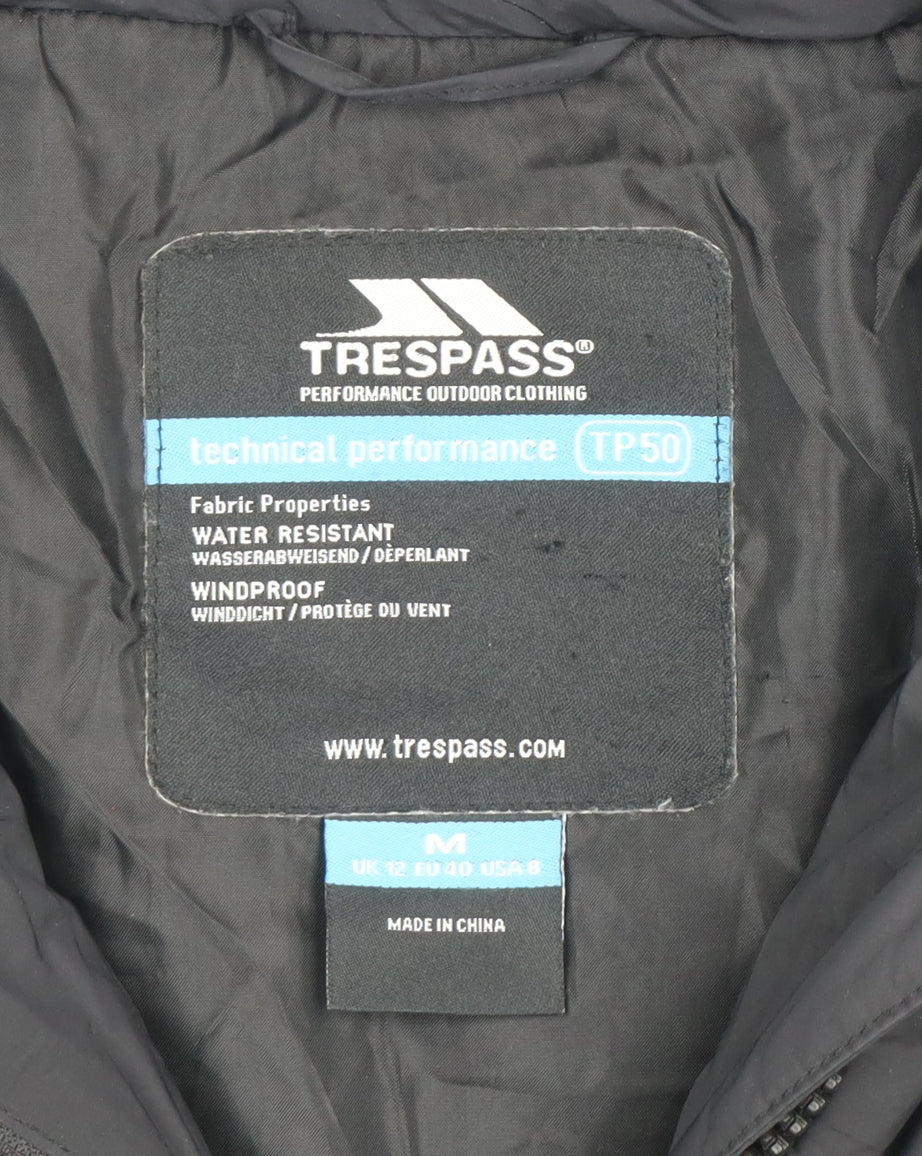 TRESPASS®
PERFORMANCE OUTDOOR CLOTHING
technical performance TP50
Fabric Properties
WATER RESISTANT
WASSERABWEISEND / DÈPERLANT
WINDPROOF
WINDDICHT / PROTÈGE DU VENT
www.trespass.com
M
UK 12 EU 40 USA 8
MADE IN CHINA